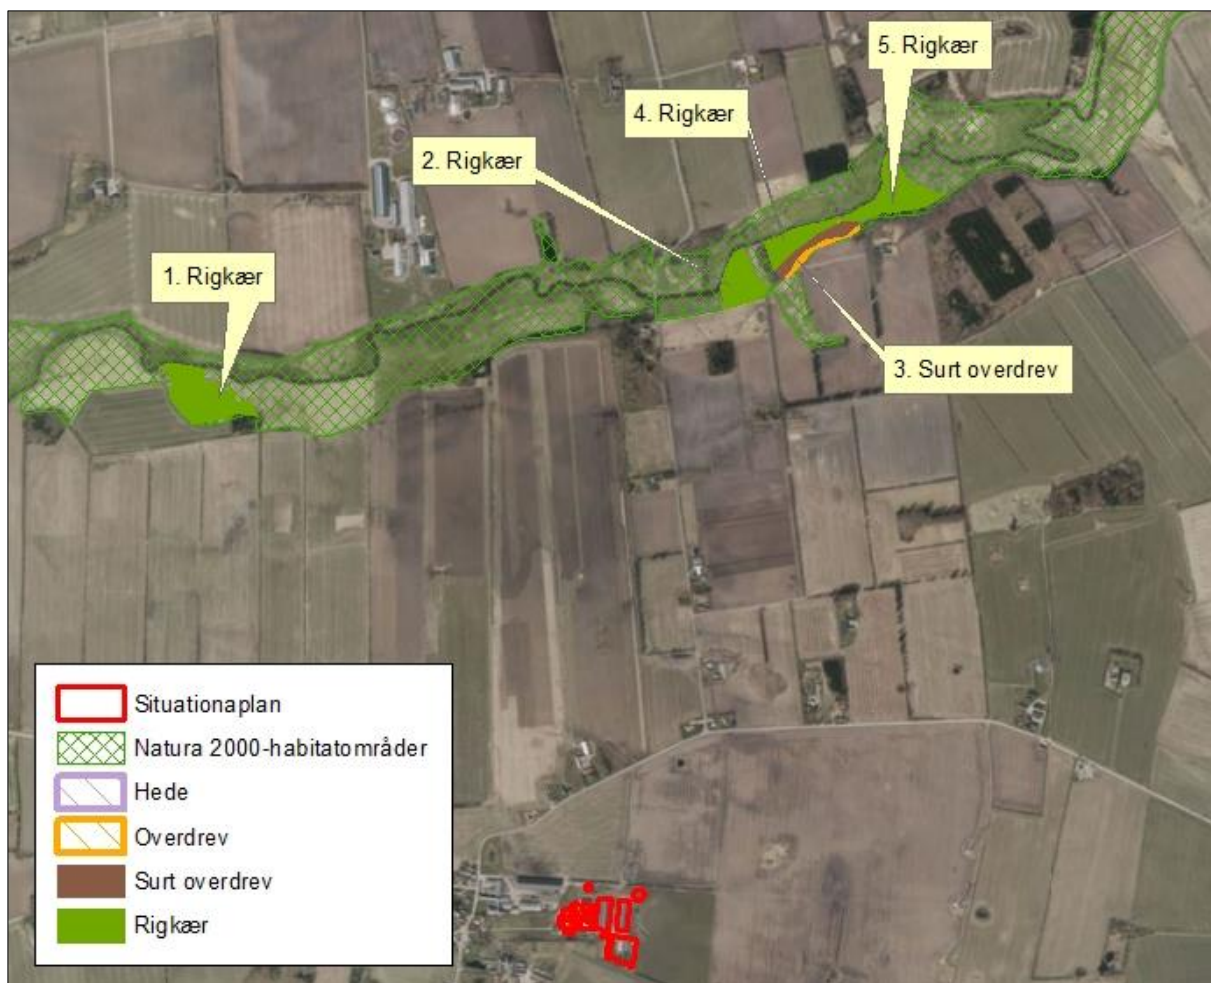 5. Rigkær
4. Rigkær
2. Rigkær
1. Rigkær
3. Surt overdrev
Situationaplan
Natura 2000-habitatområder
Hede
Overdrev
Surt overdrev
Rigkær